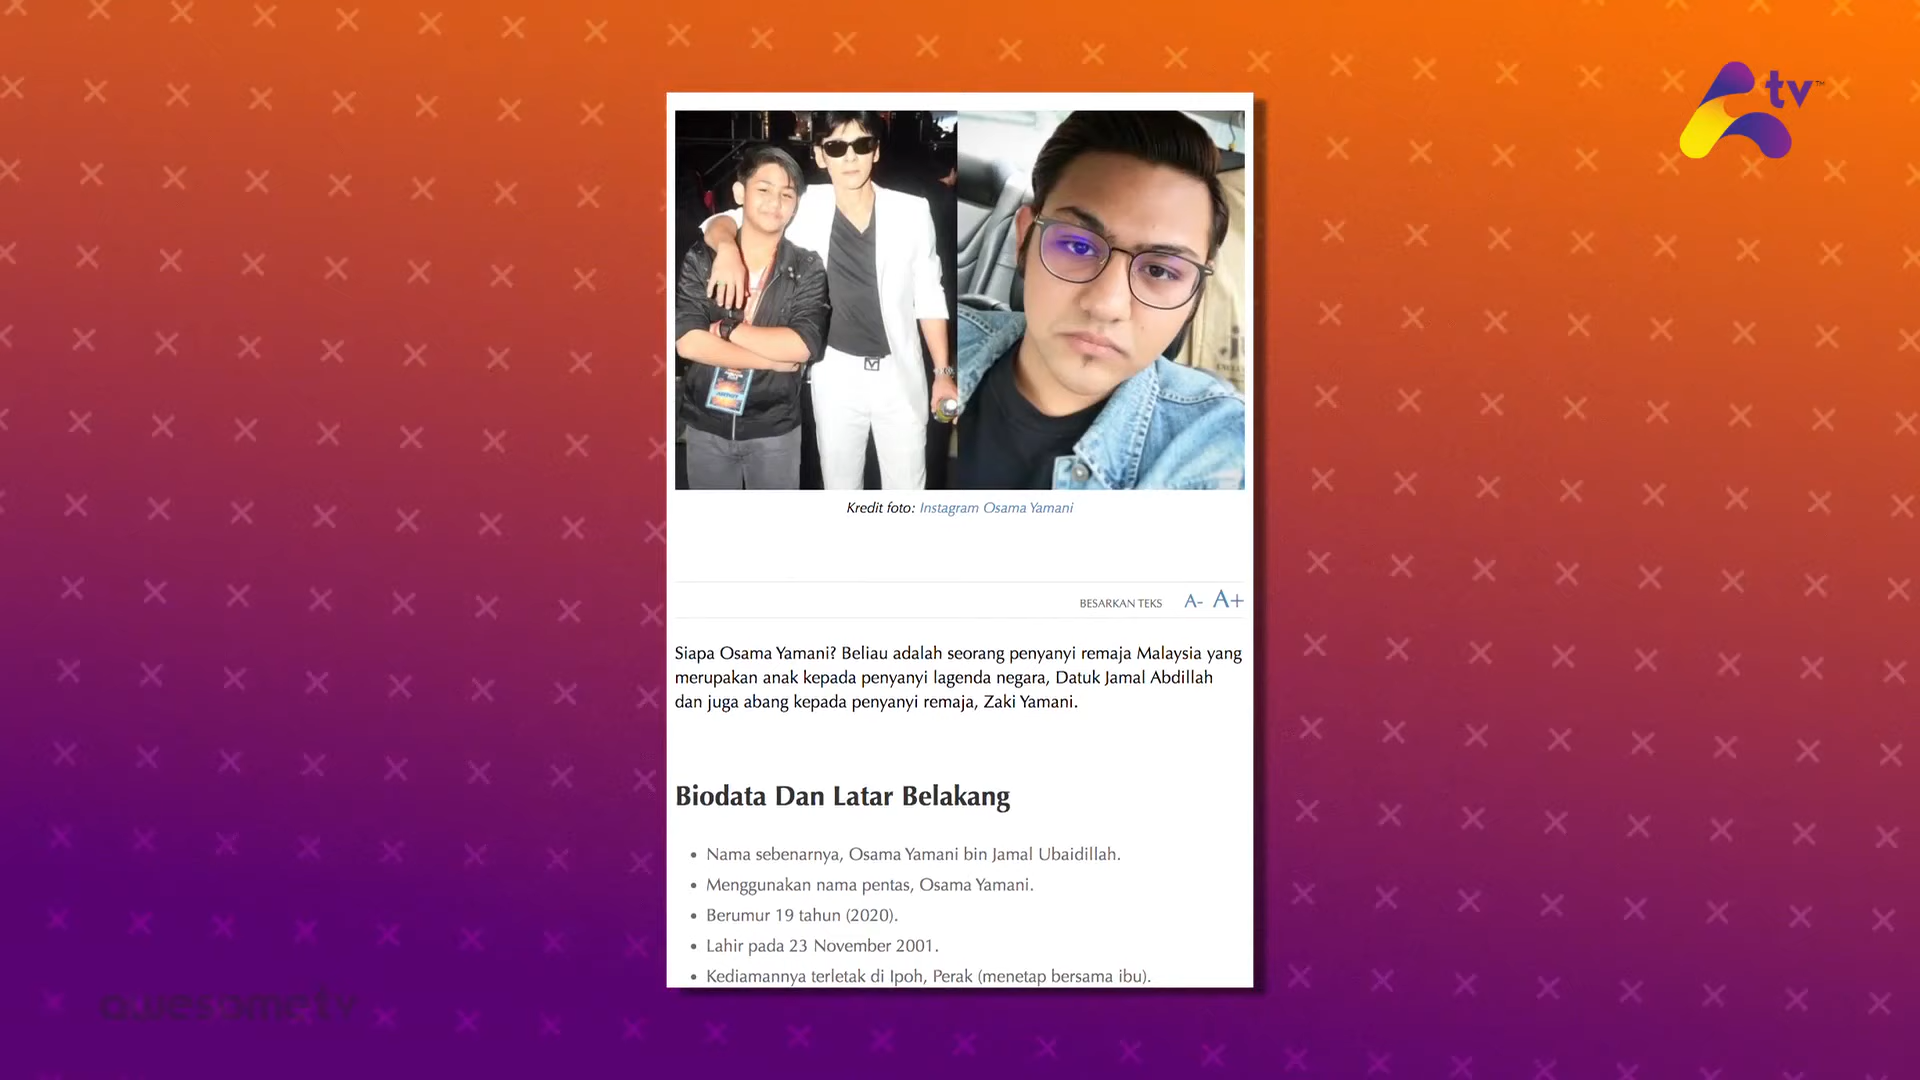 tv™
Kredit foto: Instagram Osama Yamani
BESARKAN TEKS A- A+
Siapa Osama Yamani? Beliau adalah seorang penyanyi remaja Malaysia yang
merupakan anak kepada penyanyi lagenda negara, Datuk Jamal Abdillah
dan juga abang kepada penyanyi remaja, Zaki Yamani.
Biodata Dan Latar Belakang
• Nama sebenarnya, Osama Yamani bin Jamal Ubaidillah.
• Menggunakan nama pentas, Osama Yamani.
• Berumur 19 tahun (2020).
• Lahir pada 23 November 2001.
• Kediamannya terletak di Ipoh, Perak (menetap bersama ibu).
awesome tv